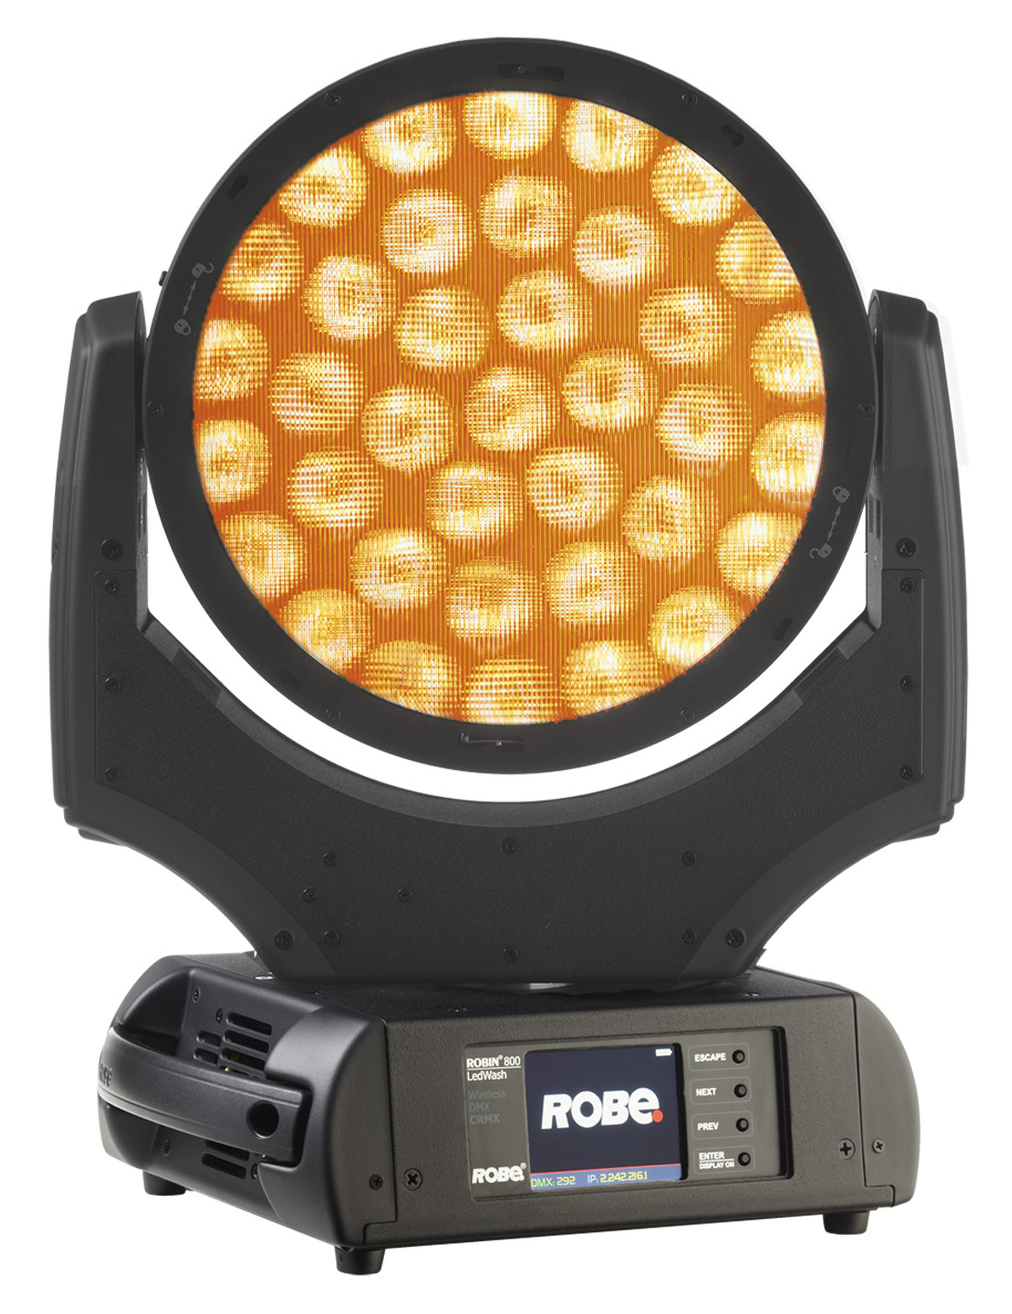 ROBIN® 800
LedWash
Wireless
DMX
CRMX
ROBE®
ROBE®
DMX: 292 IP: 2.242.216.1
ESCAPE
NEXT
PREV
ENTER
DISPLAY ON